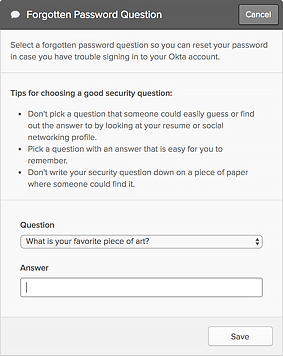 Forgotten Password Question
Cancel
Select a forgotten password question so you can reset your password
in case you have trouble signing in to your Okta account.
Tips for choosing a good security question:
• Don't pick a question that someone could easily guess or find
out the answer to by looking at your resume or social
networking profile.
• Pick a question with an answer that is easy for you to
remember.
• Don't write your security question down on a piece of paper
where someone could find it.
Question
What is your favorite piece of art?
Answer
Save